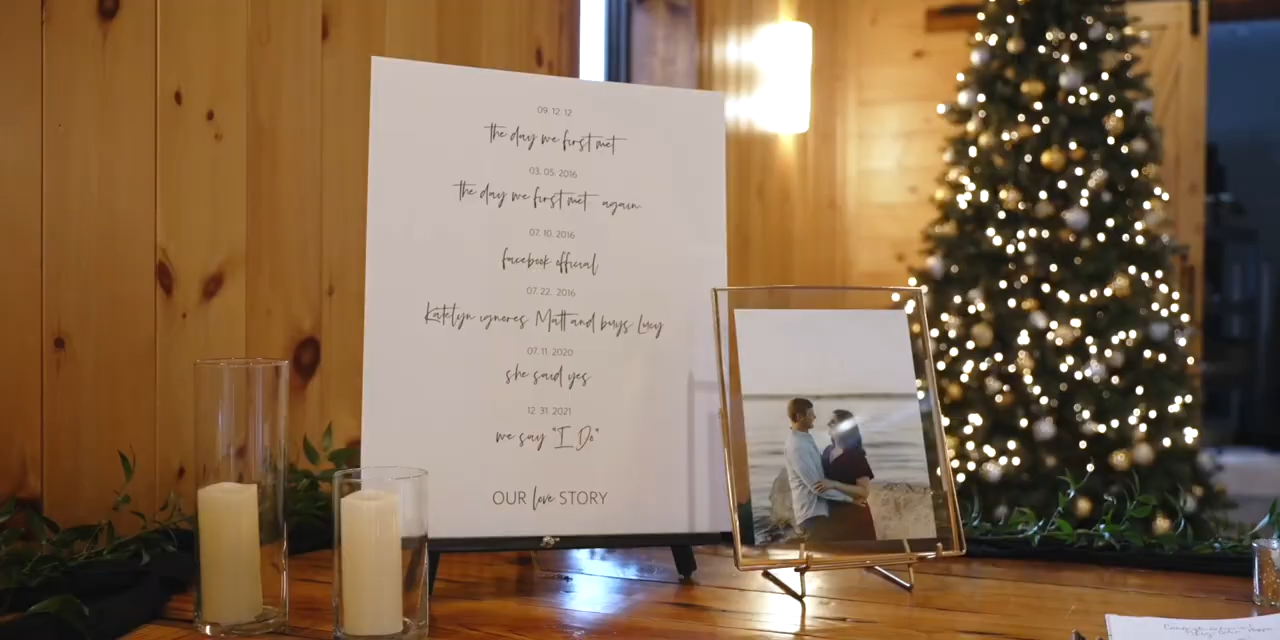 09. 12. 12
the day we first met
03. 05. 2016
the day we first met again
07. 10. 2016
facebook official
07. 22. 2016
Katelyn ignores Matt and buys Lucy
07. 11. 2020
she said yes
12. 31. 2021
we say "I Do"
OUR love STORY